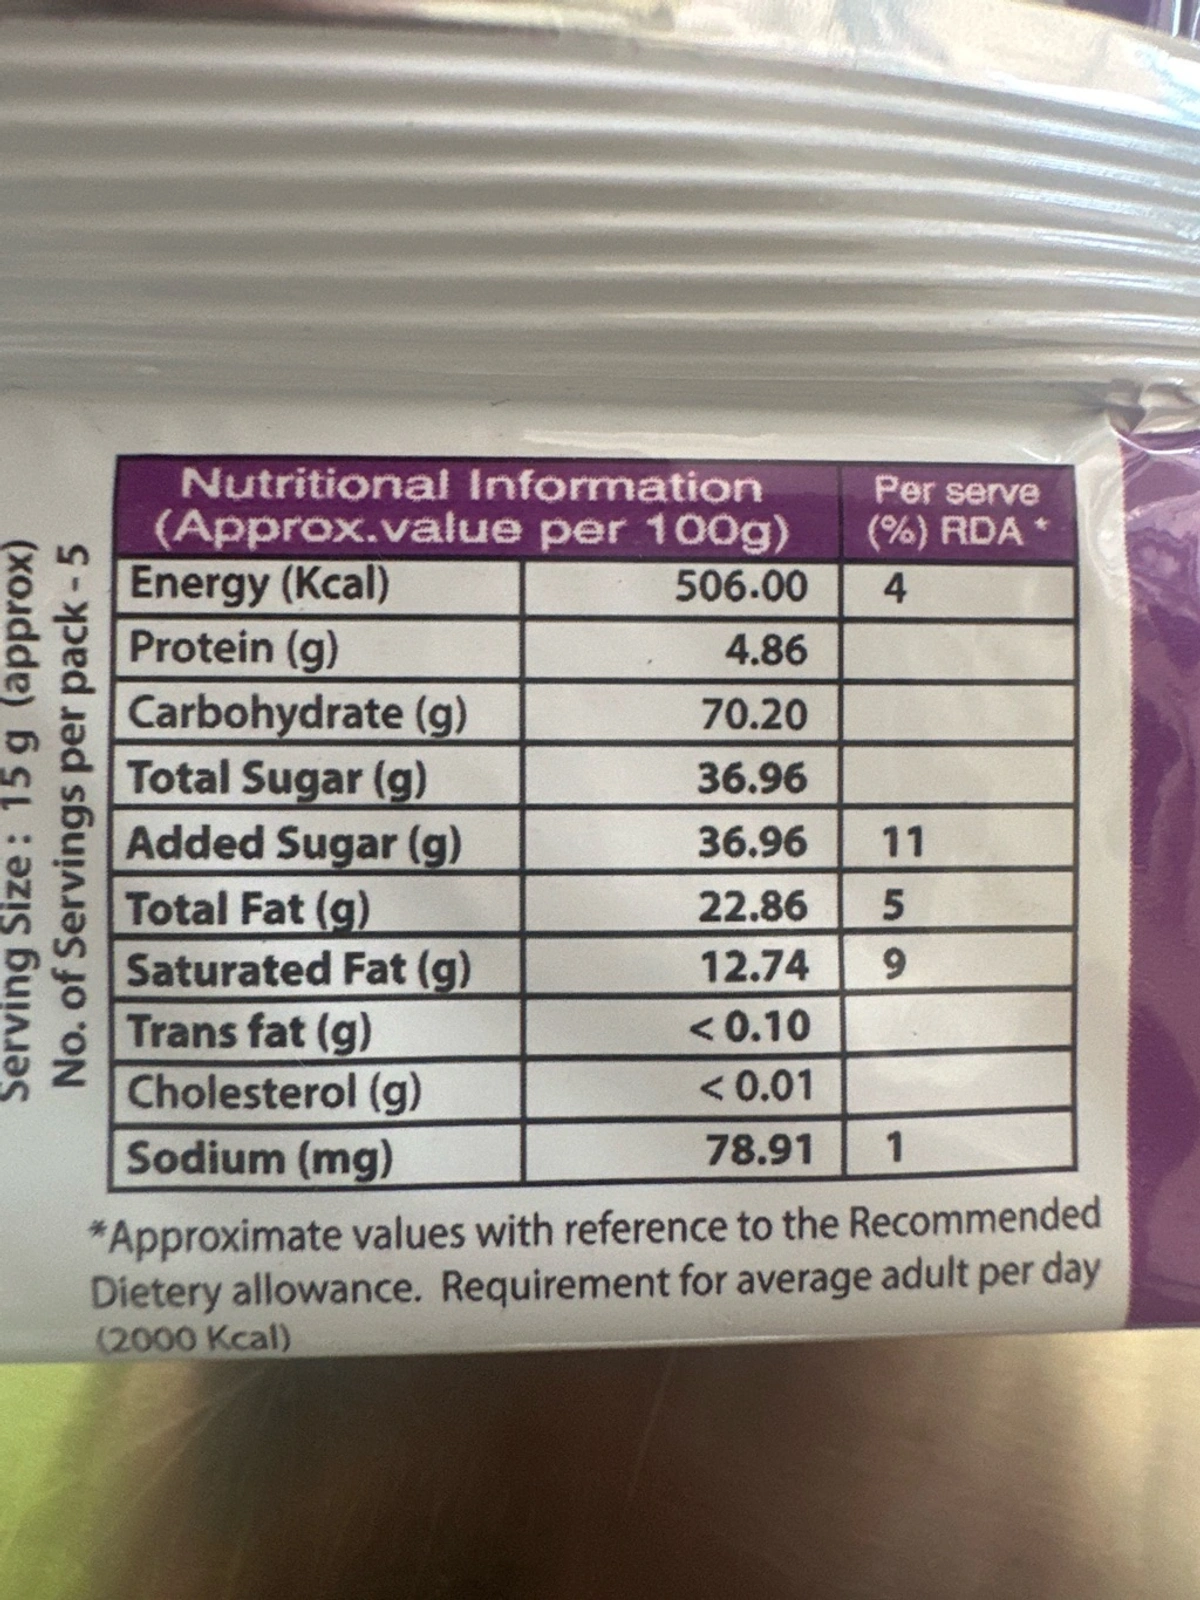 Serving Size : 15 g (approx)
No. of Servings per pack - 5
Nutritional Information Per serve
(Approx.value per 100g) (%) RDA *
Energy (Kcal) 506.00 4
Protein (g) 4.86
Carbohydrate (g) 70.20
Total Sugar (g) 36.96
Added Sugar (g) 36.96 11
Total Fat (g) 22.86 5
Saturated Fat (g) 12.74 9
Trans fat (g) < 0.10
Cholesterol (g) < 0.01
Sodium (mg) 78.91 1
*Approximate values with reference to the Recommended
Dietery allowance. Requirement for average adult per day
(2000 Kcal)